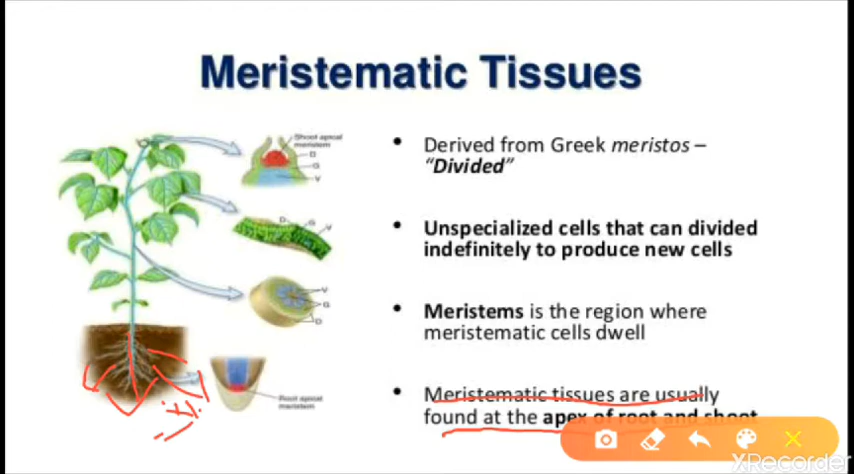 Meristematic Tissues
Shoot apical
meristem
D
G
V
D
G
V
V
G
D
Root apical
meristem
• Derived from Greek meristos –
“Divided”
• Unspecialized cells that can divided
indefinitely to produce new cells
• Meristems is the region where
meristematic cells dwell
• Meristematic tissues are usually
found at the apex of root and shoot
XRecorder